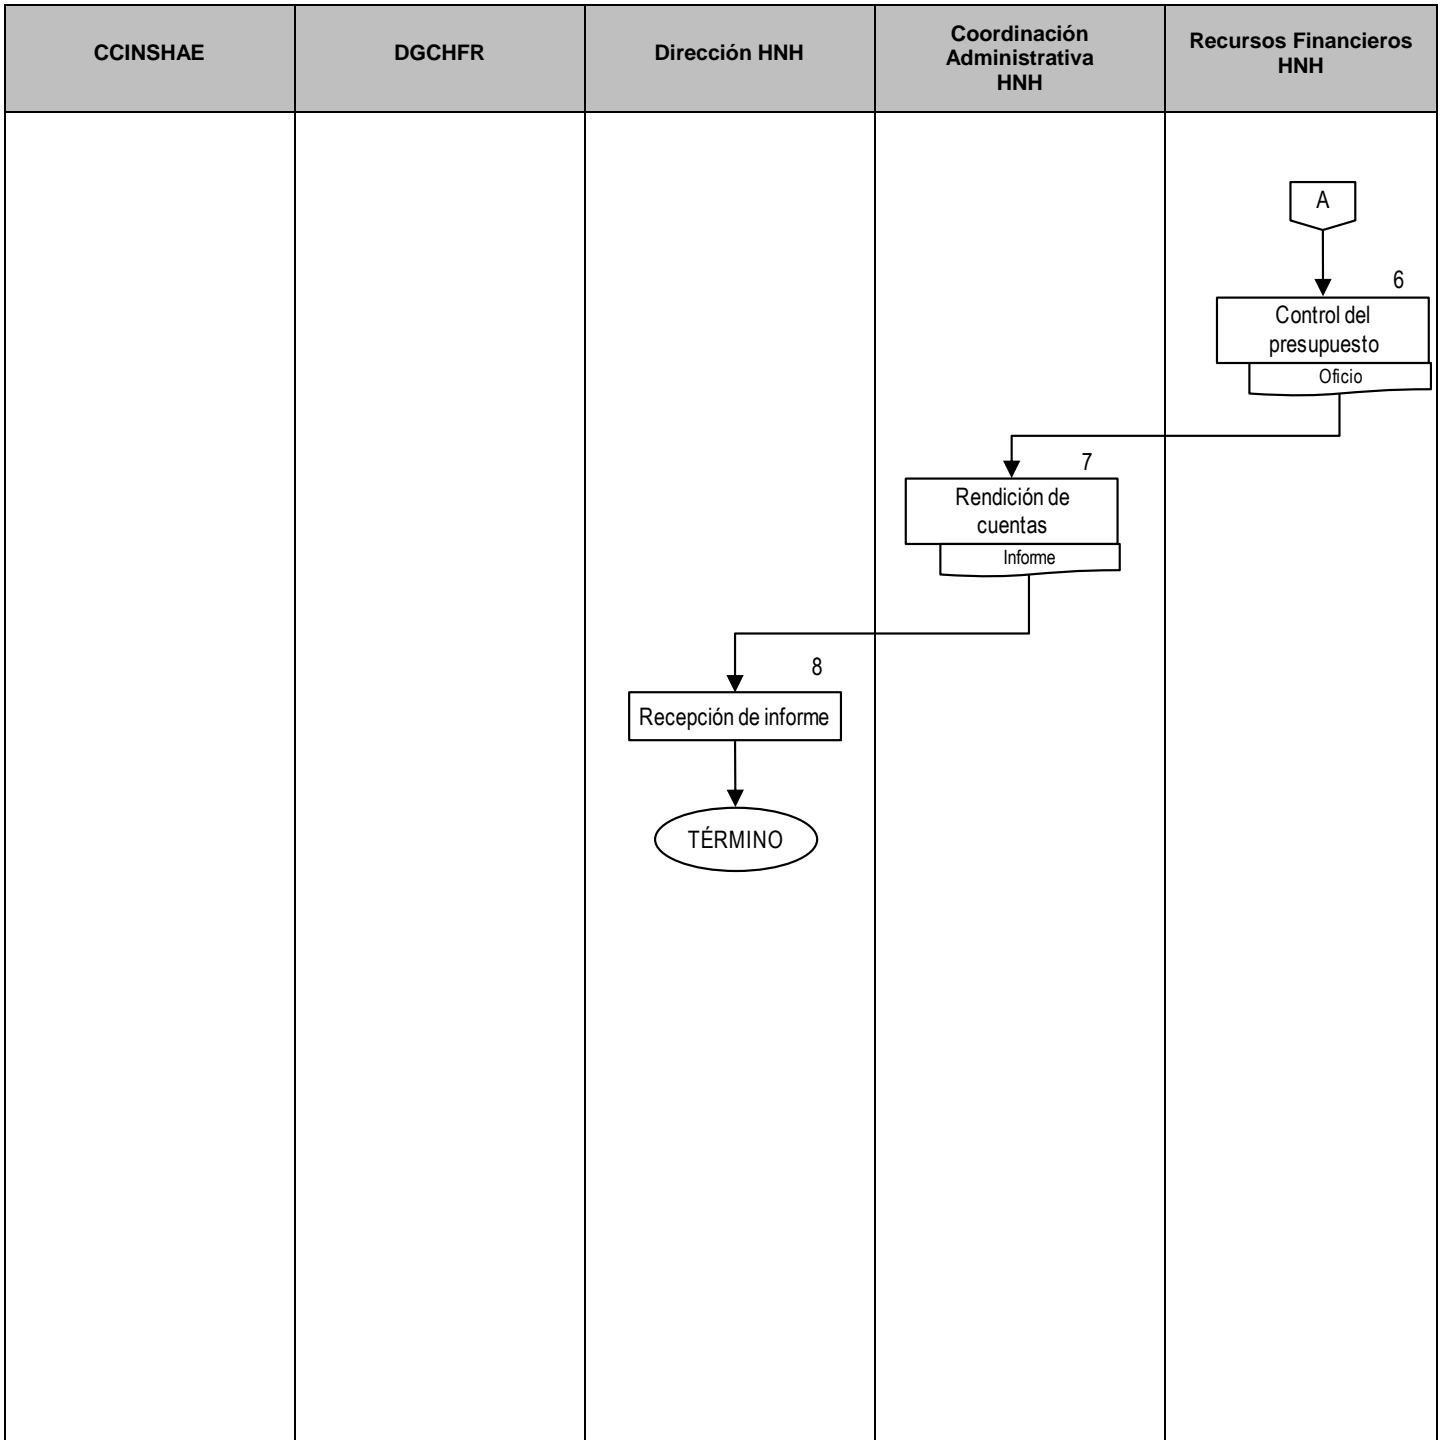 CCINSHAE
DGCHFR
Dirección HNH
Coordinación
Administrativa
HNH
Recursos Financieros
HNH
A
6
Control del
presupuesto
Oficio
7
Rendición de
cuentas
Informe
8
Recepción de informe
TÉRMINO